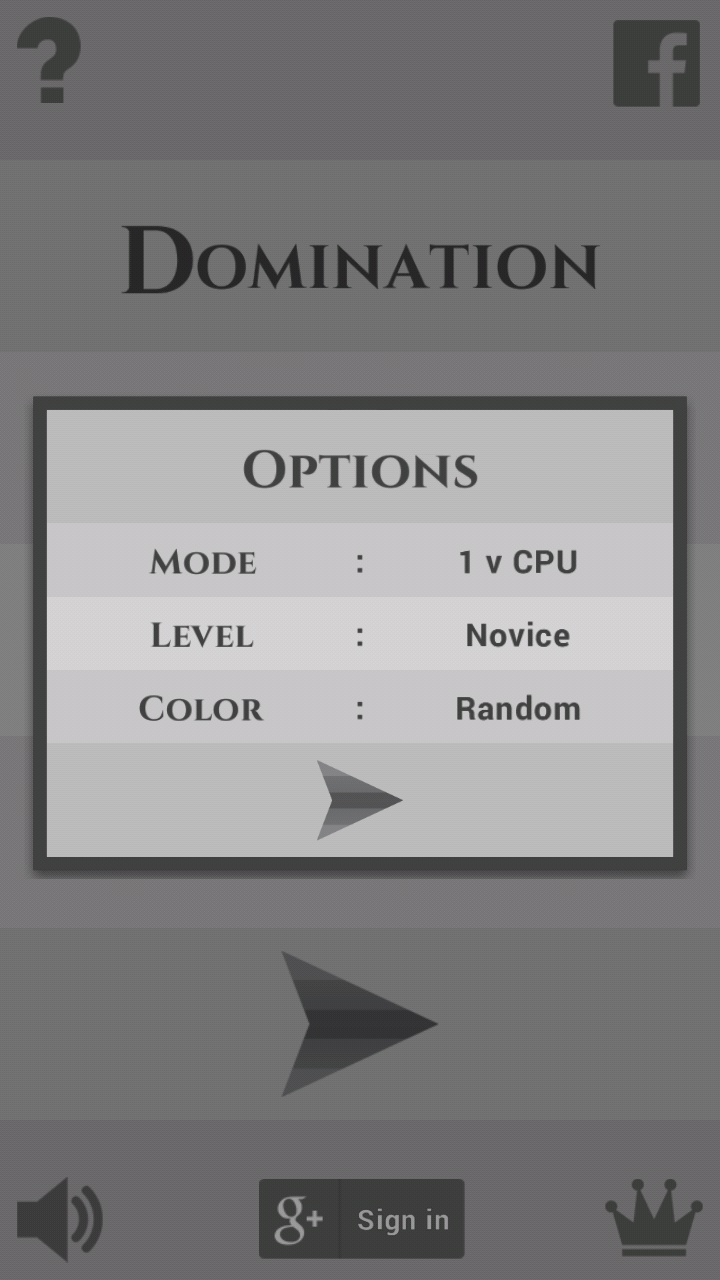 ?
f
Domination
Options
Mode : 1 v CPU
Level : Novice
Color : Random
g+ Sign in